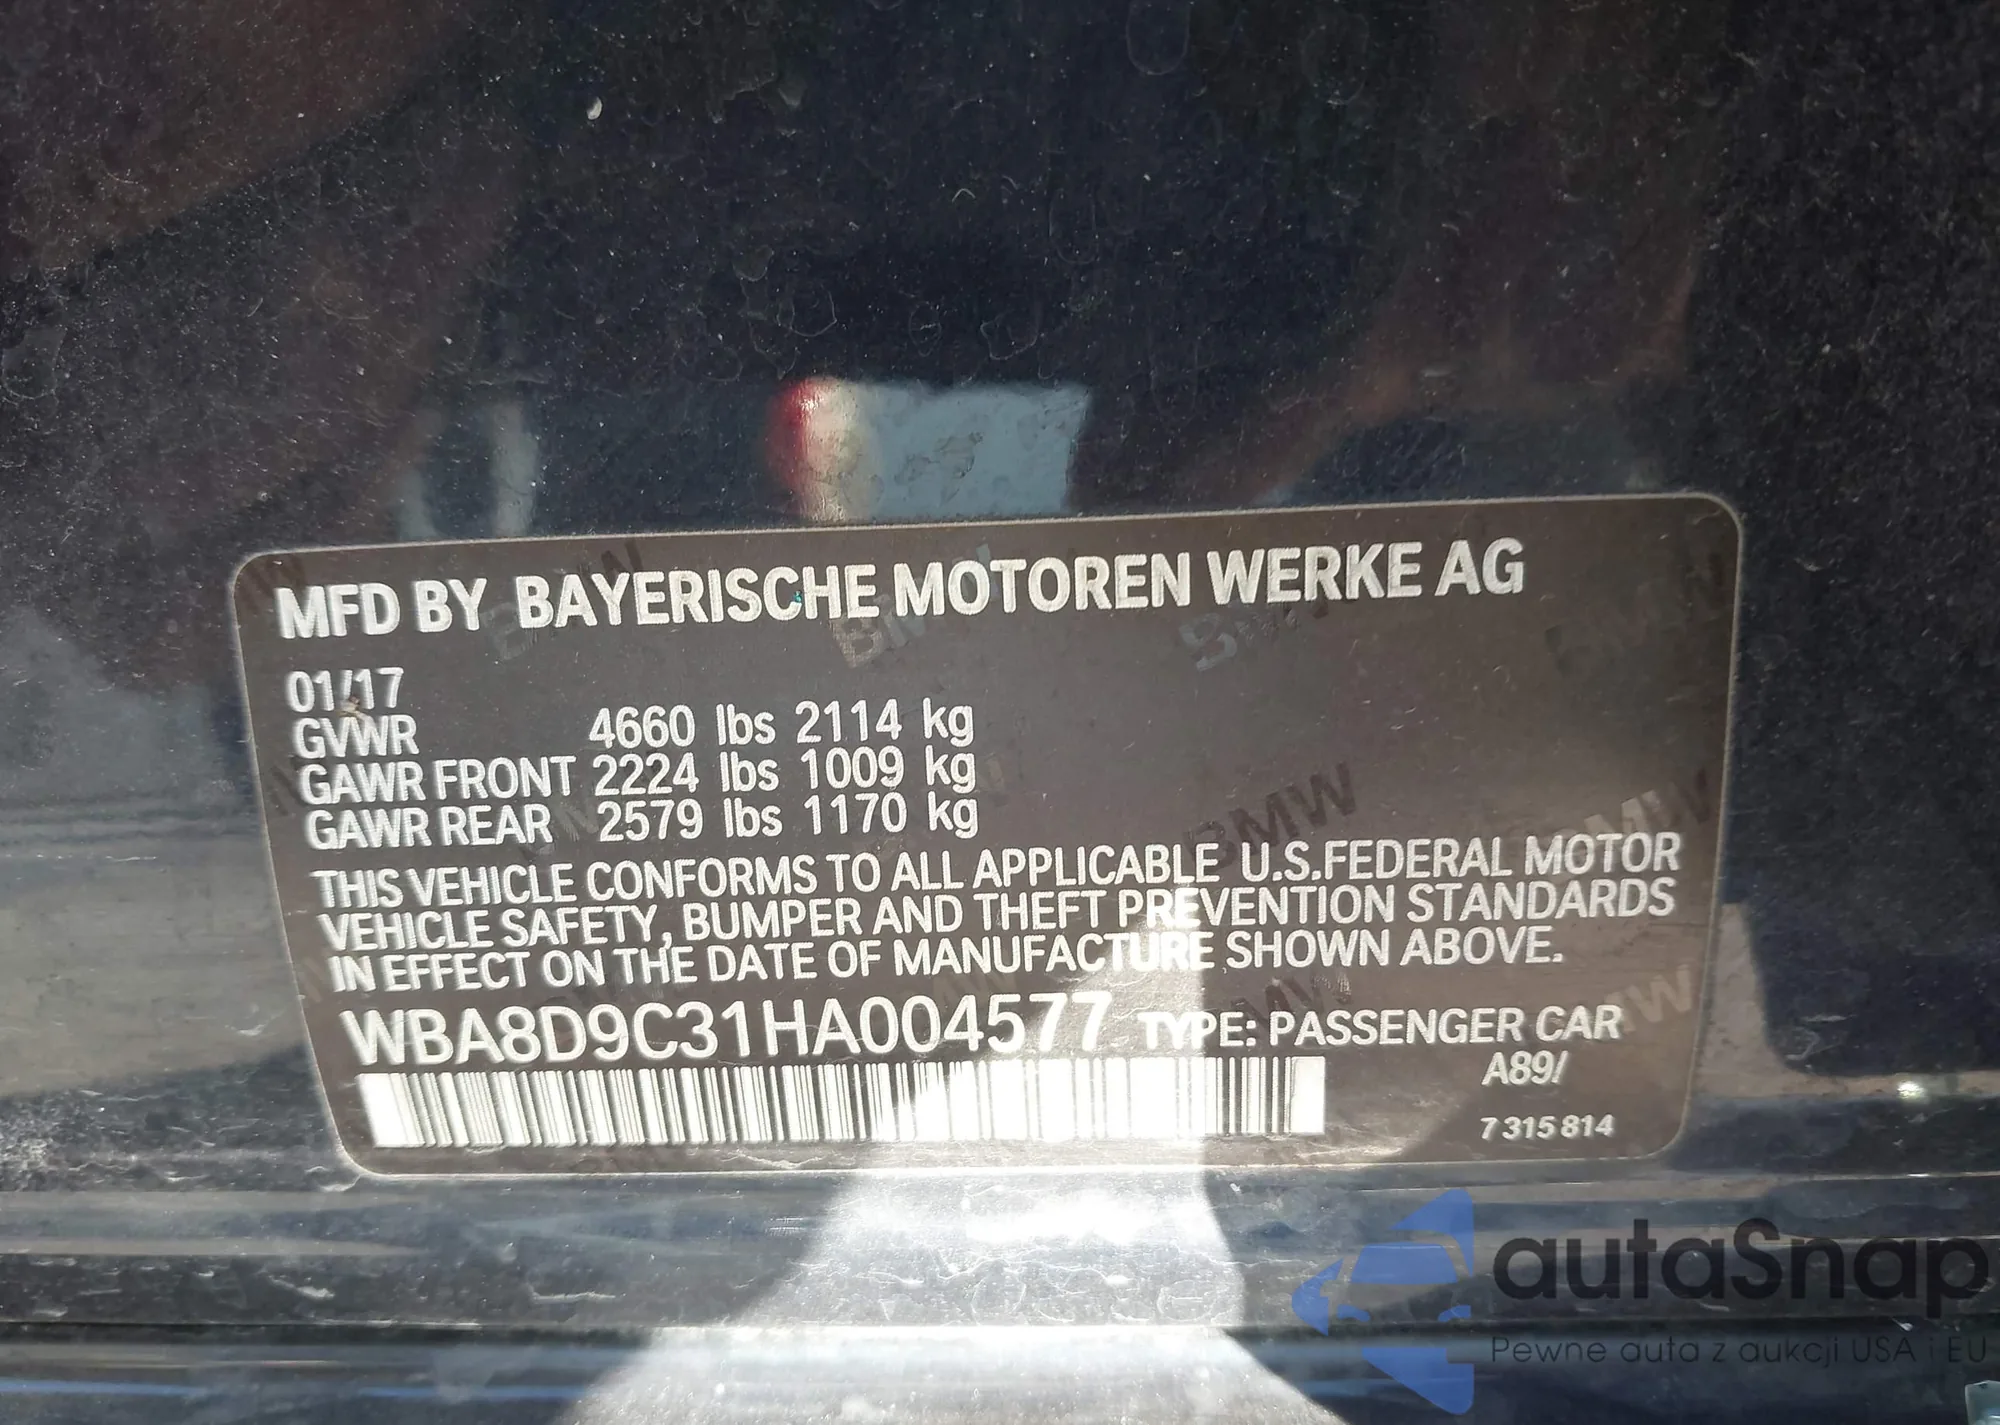 MFD BY BAYERISCHE MOTOREN WERKE AG
01/17
GVWR 4660 lbs 2114 kg
GAWR FRONT 2224 lbs 1009 kg
GAWR REAR 2579 lbs 1170 kg
THIS VEHICLE CONFORMS TO ALL APPLICABLE U.S.FEDERAL MOTOR
VEHICLE SAFETY, BUMPER AND THEFT PREVENTION STANDARDS
IN EFFECT ON THE DATE OF MANUFACTURE SHOWN ABOVE.
WBA8D9C31HA004577 TYPE: PASSENGER CAR
A89/
7 315 814
autaSnap
Pewne auta z aukcji USA i EU